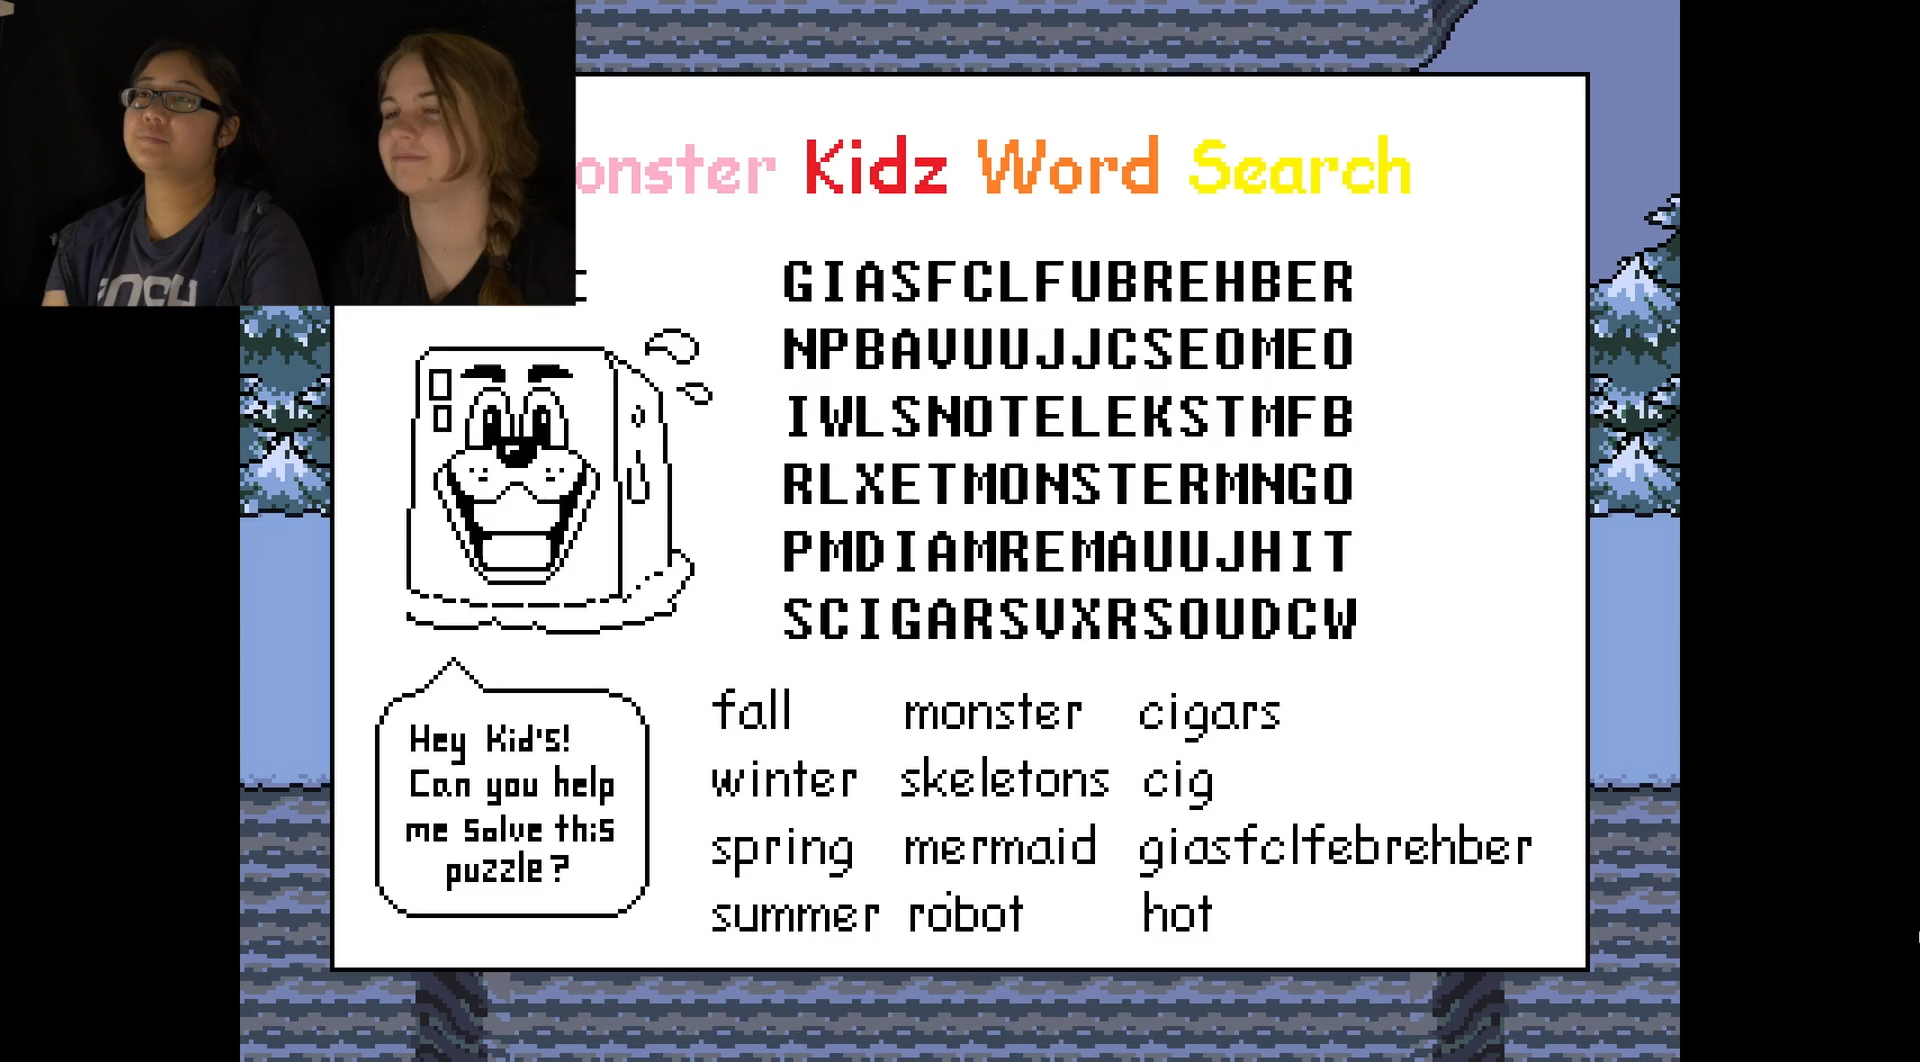 onster Kidz Word Search
GIASFCLFUBREHBER
NPBAVUUJJCSEOMEO
IWLSNOTELEKSTMFB
RLXETMONSTERMNGO
PMDIAMREMAUUJHIT
SCIGARSVXRSOUDCW
Hey Kid's!
Can you help
me solve this
puzzle?
fall monster cigars
winter skeletons cig
spring mermaid giasfclfebrehber
summer robot hot